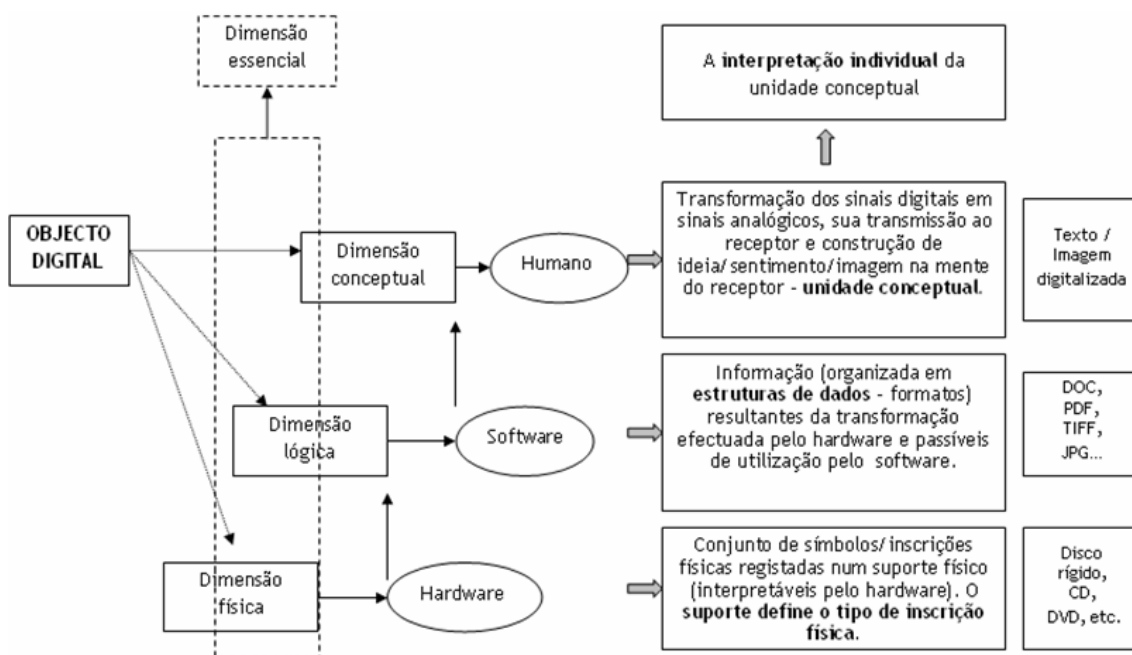 Dimensão
essencial
A interpretação individual da
unidade conceptual
OBJECTO
DIGITAL
Dimensão
conceptual
Humano
Transformação dos sinais digitais em
sinais analógicos, sua transmissão ao
receptor e construção de
ideia/sentimento/imagem na mente
do receptor - unidade conceptual.
Texto /
Imagem
digitalizada
Dimensão
lógica
Software
Informação (organizada em
estruturas de dados - formatos)
resultantes da transformação
efectuada pelo hardware e passíveis
de utilização pelo software.
DOC,
PDF,
TIFF,
JPG...
Dimensão
física
Hardware
Conjunto de símbolos/inscrições
físicas registadas num suporte físico
(interpretáveis pelo hardware). O
suporte define o tipo de inscrição
física.
Disco
rígido,
CD,
DVD, etc.